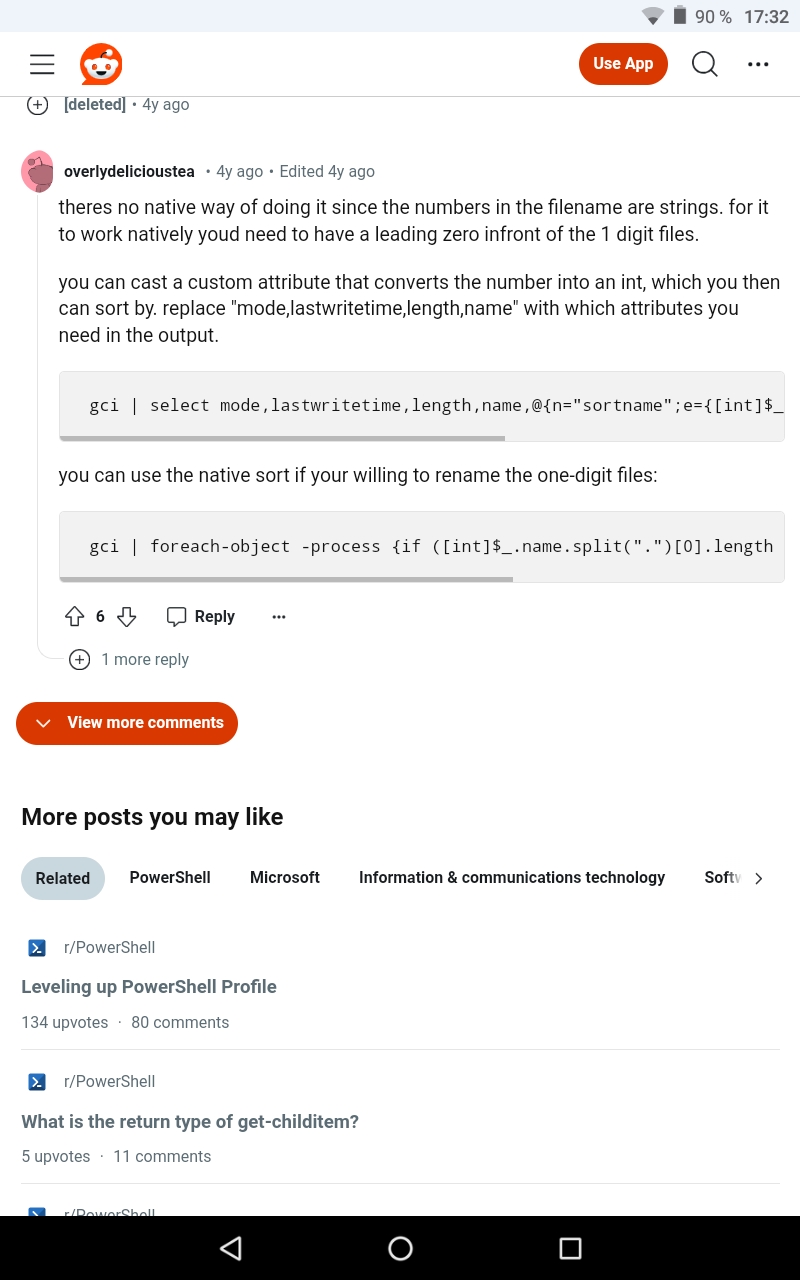 90 % 17:32
Use App
[deleted] • 4y ago
overlydelicioustea • 4y ago • Edited 4y ago
theres no native way of doing it since the numbers in the filename are strings. for it
to work natively youd need to have a leading zero infront of the 1 digit files.
you can cast a custom attribute that converts the number into an int, which you then
can sort by. replace "mode,lastwritetime,length,name" with which attributes you
need in the output.
gci | select mode,lastwritetime,length,name,@{n="sortname";e={[int]$_
you can use the native sort if your willing to rename the one-digit files:
gci | foreach-object -process {if ([int]$_.name.split(".")[0].length
6 Reply
1 more reply
View more comments
More posts you may like
Related PowerShell Microsoft Information & communications technology Softw
r/PowerShell
Leveling up PowerShell Profile
134 upvotes · 80 comments
r/PowerShell
What is the return type of get-childitem?
5 upvotes · 11 comments
r/PowerShell